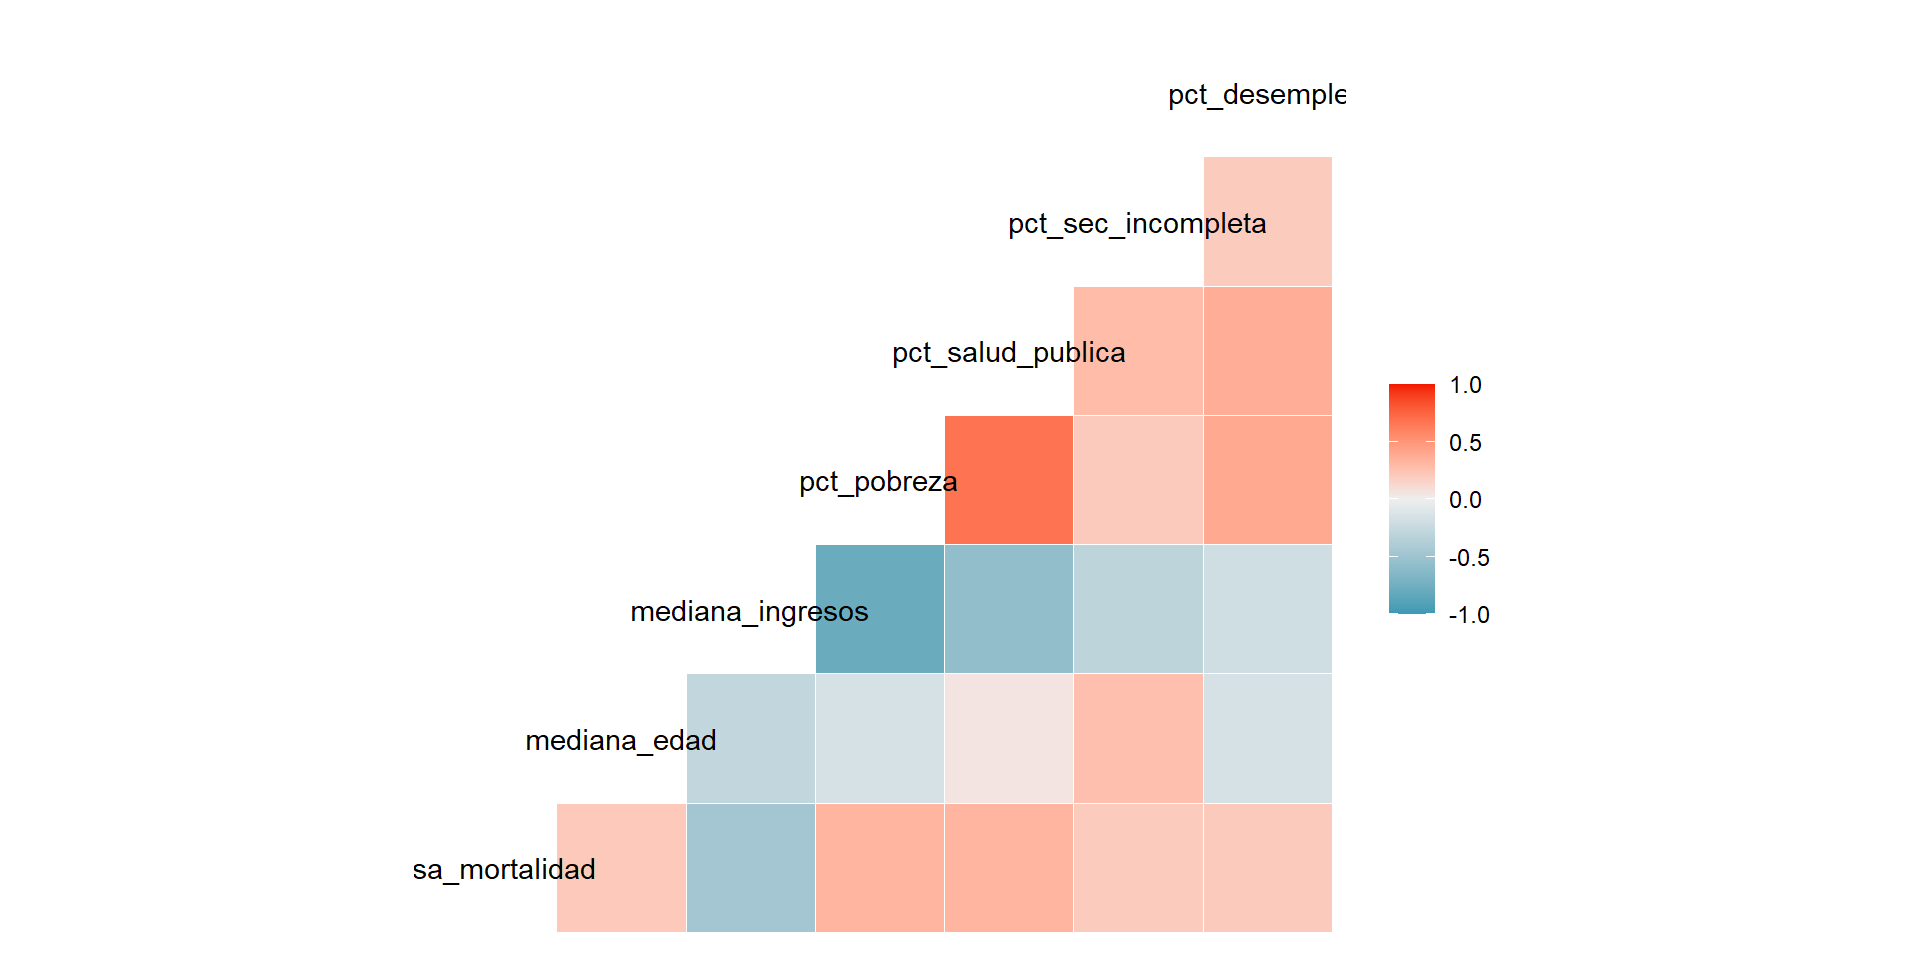 pct_desemple
pct_sec_incompleta
pct_salud_publica
pct_pobreza
mediana_ingresos
mediana_edad
sa_mortalidad
1.0
0.5
0.0
-0.5
-1.0